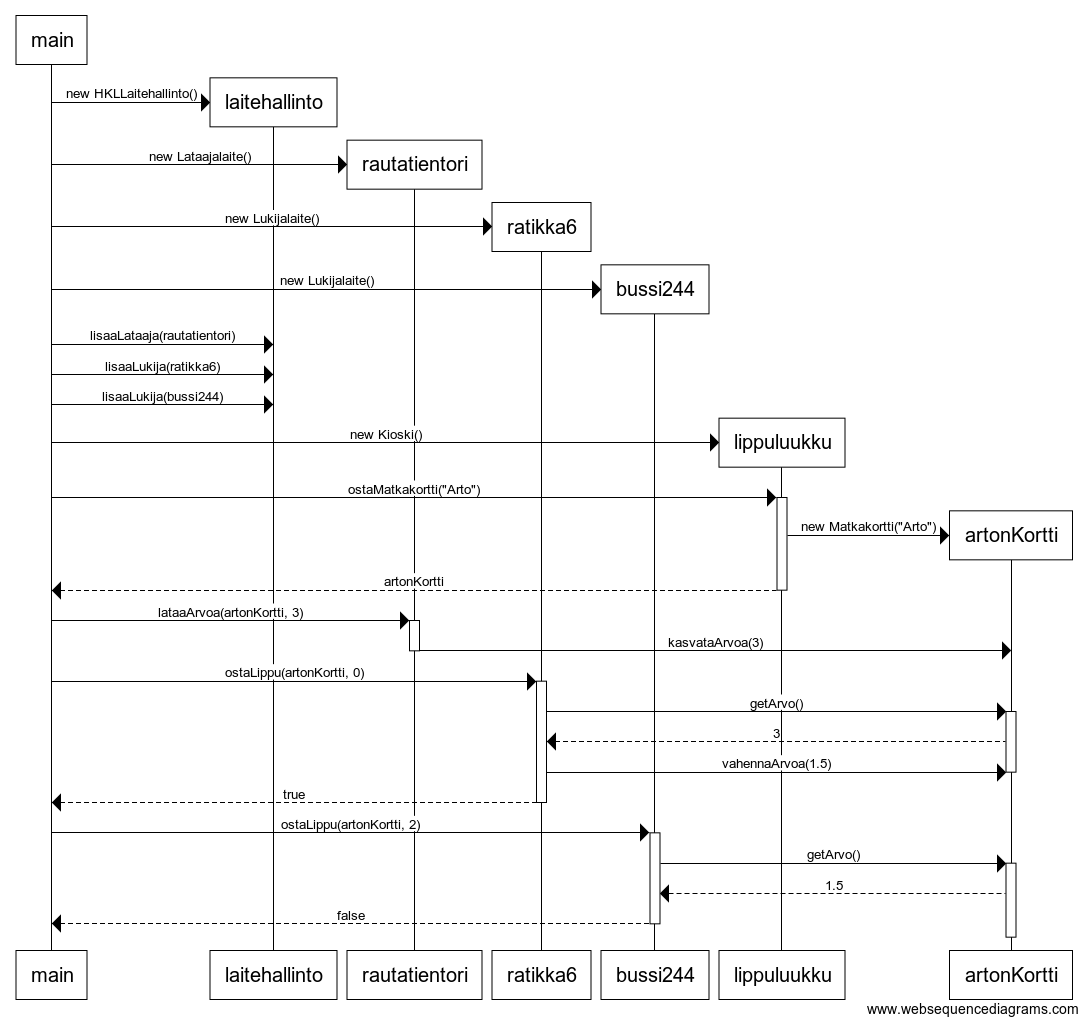 main
new HKLLaitehallinto()
laitehallinto
new Lataajalaite()
rautatientori
new Lukijalaite()
ratikka6
new Lukijalaite()
bussi244
lisaaLataaja(rautatientori)
lisaaLukija(ratikka6)
lisaaLukija(bussi244)
new Kioski()
lippuluukku
ostaMatkakortti("Arto")
new Matkakortti("Arto")
artonKortti
artonKortti
lataaArvoa(artonKortti, 3)
kasvataArvoa(3)
ostaLippu(artonKortti, 0)
getArvo()
3
vahennaArvoa(1.5)
true
ostaLippu(artonKortti, 2)
getArvo()
1.5
false
main laitehallinto rautatientori ratikka6 bussi244 lippuluukku artonKortti
www.websequencediagrams.com